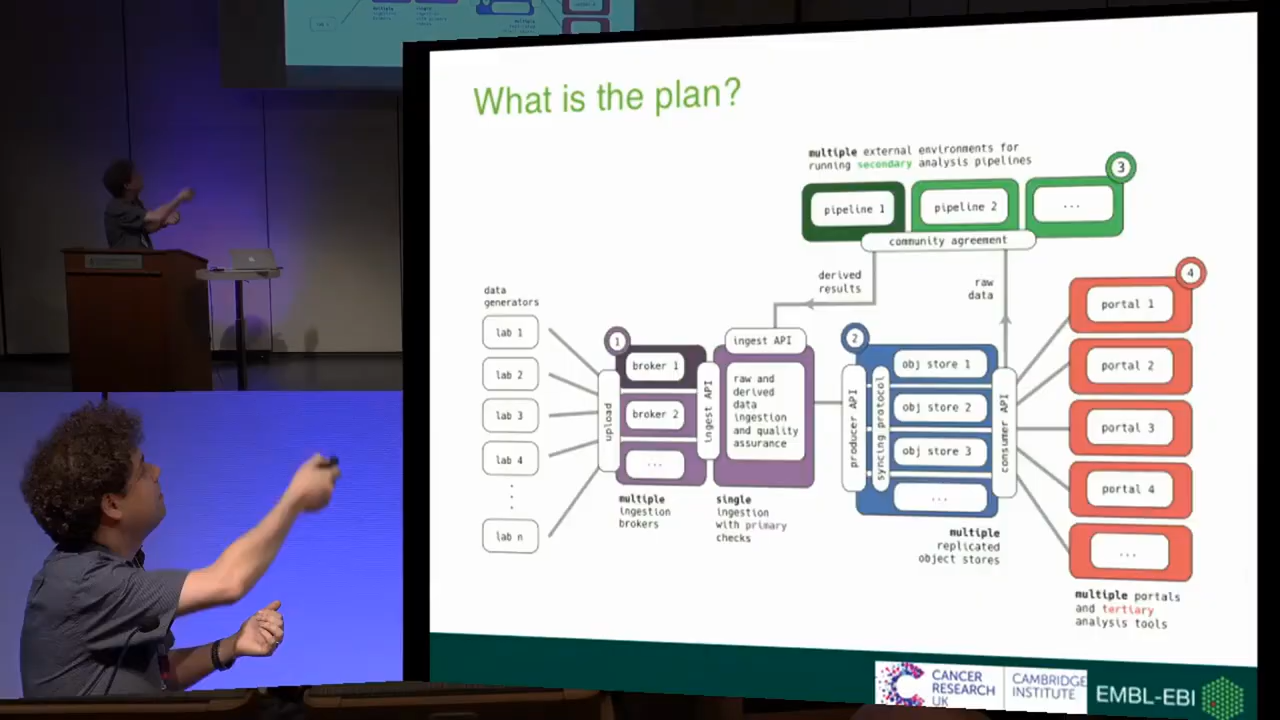 What is the plan?
multiple external environments for
running secondary analysis pipelines
3
pipeline 1
pipeline 2
...
community agreement
derived
results
raw
data
4
data
generators
lab 1
lab 2
lab 3
lab 4
lab n
upload
1
broker 1
broker 2
...
multiple
ingestion
brokers
ingest API
ingest API
raw and
derived
data
ingestion
and quality
assurance
single
ingestion
with primary
checks
2
producer API
syncing protocol
obj store 1
obj store 2
obj store 3
...
consumer API
multiple
replicated
object stores
portal 1
portal 2
portal 3
portal 4
...
multiple portals
and tertiary
analysis tools
CANCER
RESEARCH
UK
CAMBRIDGE
INSTITUTE
EMBL-EBI